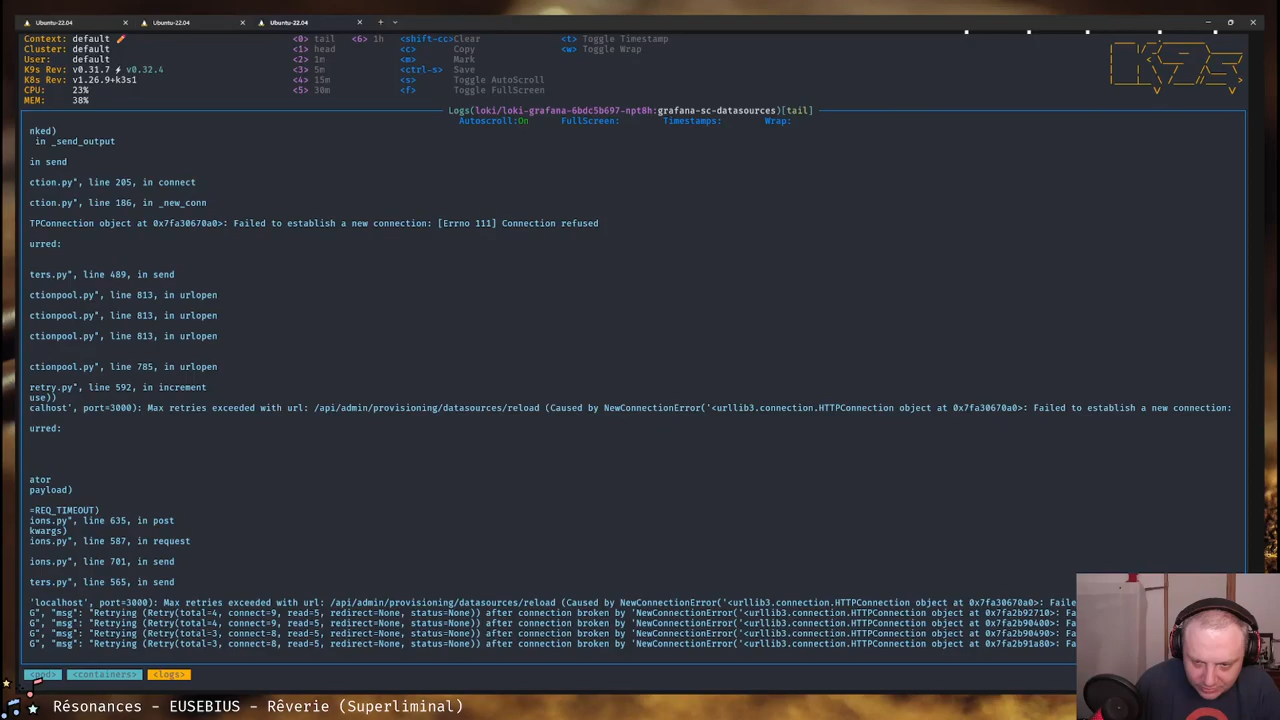 Ubuntu-22.04 × Ubuntu-22.04 × Ubuntu-22.04 ×
Context: default <0> tail <6> 1h <shift-c> Clear <t> Toggle Timestamp
Cluster: default <1> head <c> Copy <w> Toggle Wrap
User: default <2> 1m <m> Mark
K9s Rev: v0.31.7 ⚡ v0.32.4 <3> 5m <ctrl-s> Save
K8s Rev: v1.26.9+k3s1 <4> 15m <s> Toggle AutoScroll
CPU: 23% <5> 30m <f> Toggle FullScreen
MEM: 38%
Logs(loki/loki-grafana-6bdc5b697-npt8h:grafana-sc-datasources)[tail]
Autoscroll:On FullScreen: Timestamps: Wrap:
nked)
in _send_output
in send
ction.py", line 205, in connect
ction.py", line 186, in _new_conn
TPConnection object at 0x7fa30670a0>: Failed to establish a new connection: [Errno 111] Connection refused
urred:
ters.py", line 489, in send
ctionpool.py", line 813, in urlopen
ctionpool.py", line 813, in urlopen
ctionpool.py", line 813, in urlopen
ctionpool.py", line 785, in urlopen
retry.py", line 592, in increment
use))
calhost', port=3000): Max retries exceeded with url: /api/admin/provisioning/datasources/reload (Caused by NewConnectionError('<urllib3.connection.HTTPConnection object at 0x7fa30670a0>: Failed to establish a new connection:
urred:
ator
payload)
=REQ_TIMEOUT)
ions.py", line 635, in post
kwargs)
ions.py", line 587, in request
ions.py", line 701, in send
ters.py", line 565, in send
'localhost', port=3000): Max retries exceeded with url: /api/admin/provisioning/datasources/reload (Caused by NewConnectionError('<urllib3.connection.HTTPConnection object at 0x7fa30670a0>: Faile
G", "msg": "Retrying (Retry(total=4, connect=9, read=5, redirect=None, status=None)) after connection broken by 'NewConnectionError('<urllib3.connection.HTTPConnection object at 0x7fa2b92710>: Fa
G", "msg": "Retrying (Retry(total=4, connect=9, read=5, redirect=None, status=None)) after connection broken by 'NewConnectionError('<urllib3.connection.HTTPConnection object at 0x7fa2b90400>: Fa
G", "msg": "Retrying (Retry(total=3, connect=8, read=5, redirect=None, status=None)) after connection broken by 'NewConnectionError('<urllib3.connection.HTTPConnection object at 0x7fa2b90490>: Fa
G", "msg": "Retrying (Retry(total=3, connect=8, read=5, redirect=None, status=None)) after connection broken by 'NewConnectionError('<urllib3.connection.HTTPConnection object at 0x7fa2b91a80>: Fa
<pod> <containers> <logs>
Résonances - EUSEBIUS - Rêverie (Superliminal)